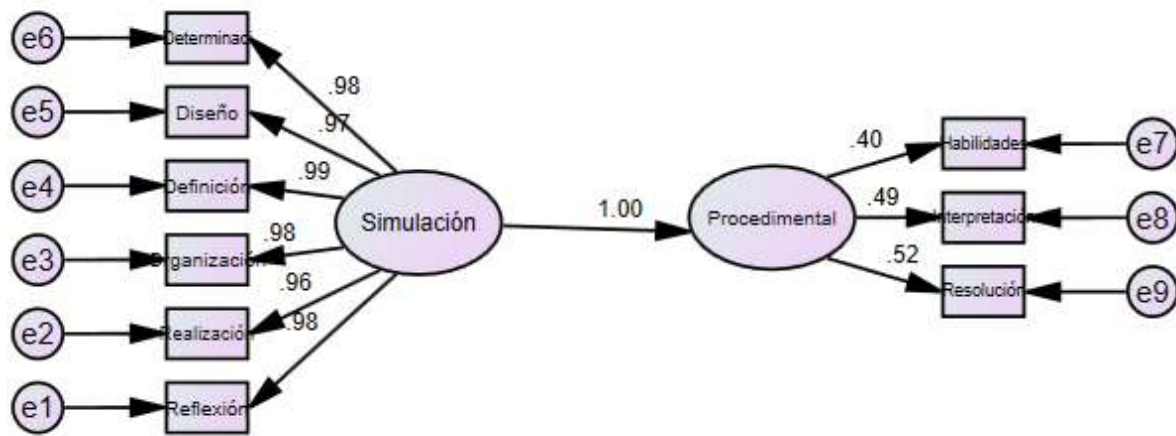 e6
Determinaci
.98
e5
Diseño
.97
e4
Definición
.99
Simulación
e3
Organización
.98
e2
Realización
.96
e1
Reflexión
.98
1.00
Procedimental
.40
Habilidades
e7
.49
Interpretación
e8
.52
Resolución
e9